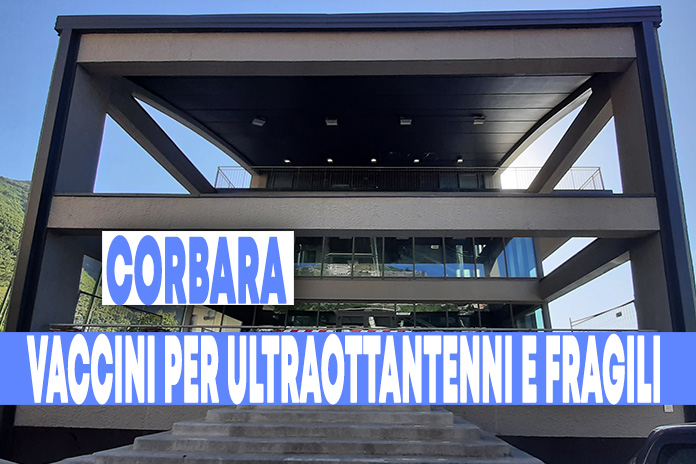 CORBARA
VACCINI PER ULTRAOTTANTENNI E FRAGILI